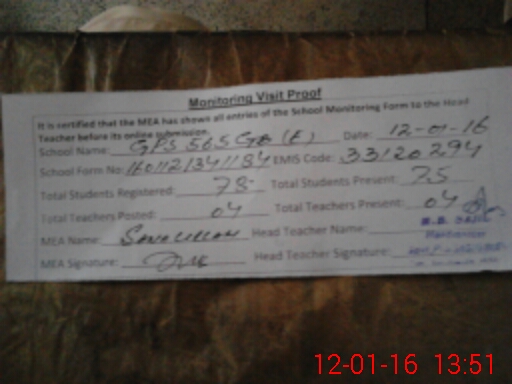 Monitoring Visit Proof
It is certified that the MEA has shown all entries of the School Monitoring Form to the Head
Teacher before its online submission.
School Name: GPS 565 GB (E) Date: 12-01-16
School Form No: 1601121341184 EMIS Code: 33120294
Total Students Registered: 78 Total Students Present: 75
Total Teachers Posted: 04 Total Teachers Present: 04
MEA Name: Sanaullah Head Teacher Name:
MEA Signature: Head Teacher Signature:
12-01-16 13:51